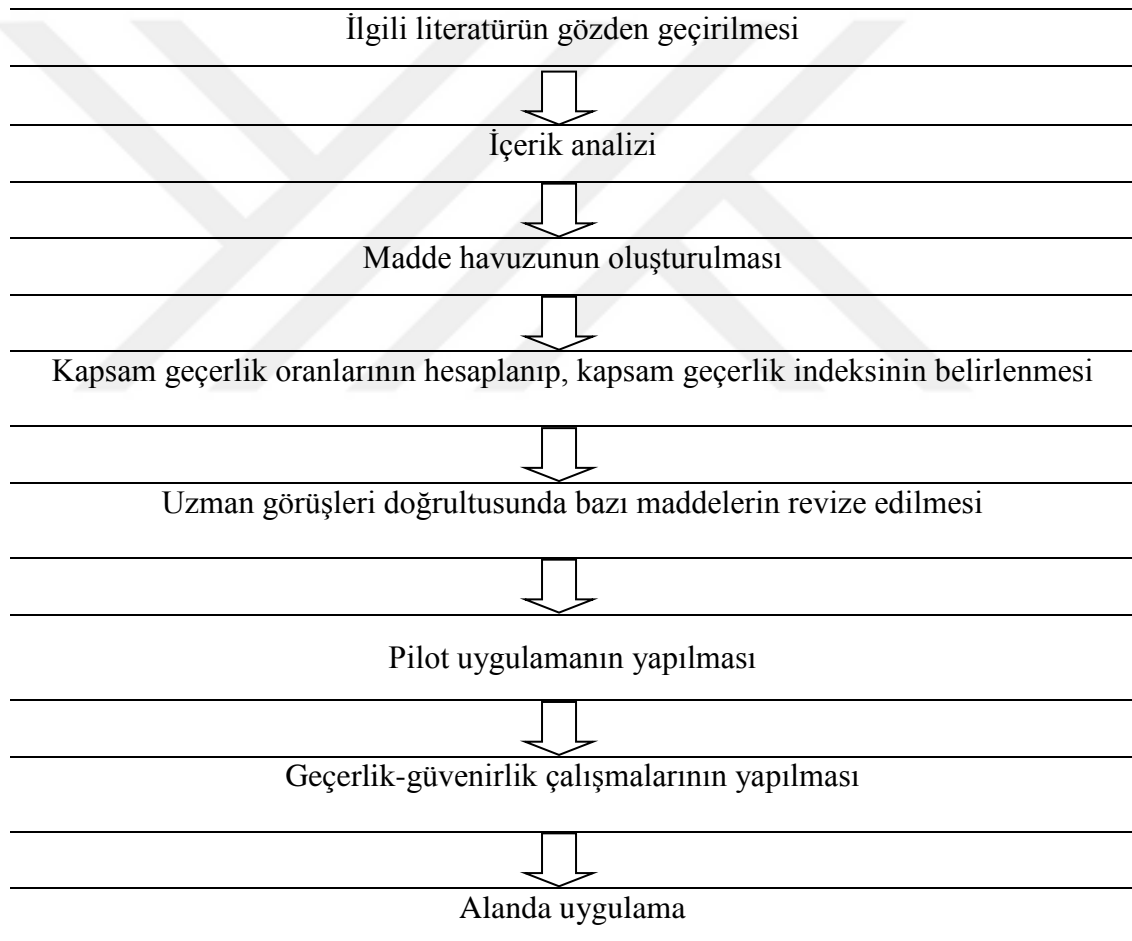 İlgili literatürün gözden geçirilmesi
İçerik analizi
Madde havuzunun oluşturulması
Kapsam geçerlik oranlarının hesaplanıp, kapsam geçerlik indeksinin belirlenmesi
Uzman görüşleri doğrultusunda bazı maddelerin revize edilmesi
Pilot uygulamanın yapılması
Geçerlik-güvenirlik çalışmalarının yapılması
Alanda uygulama